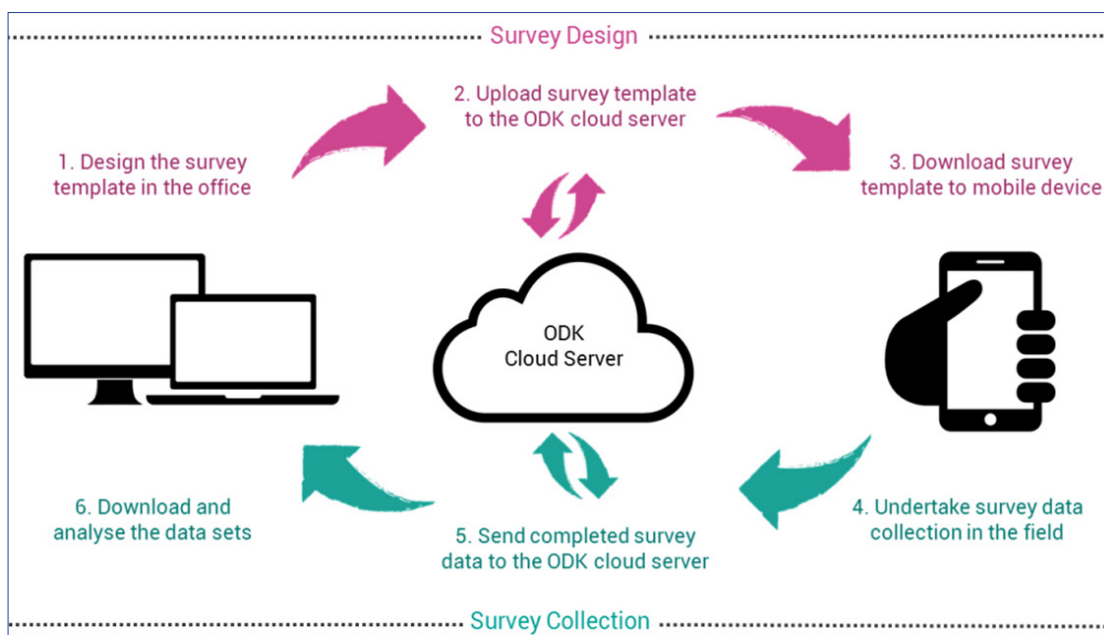 Survey Design
2. Upload survey template
to the ODK cloud server
1. Design the survey
template in the office
3. Download survey
template to mobile device
ODK
Cloud Server
6. Download and
analyse the data sets
5. Send completed survey
data to the ODK cloud server
4. Undertake survey data
collection in the field
Survey Collection